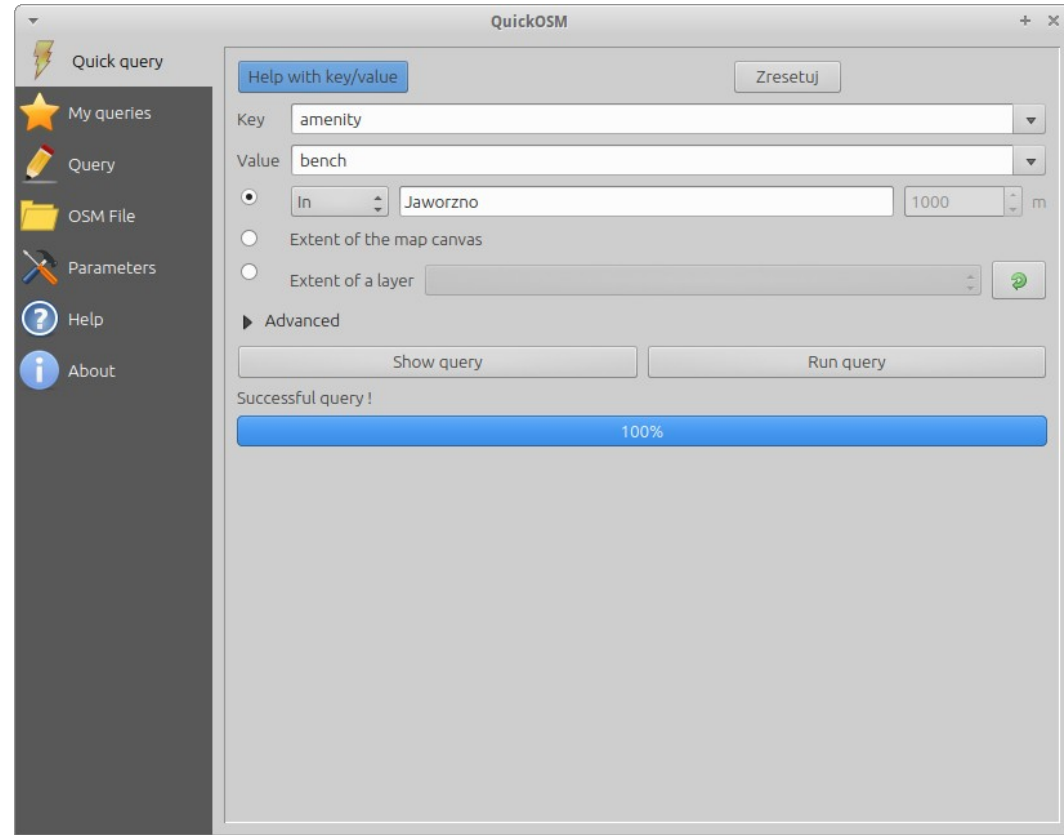 QuickOSM
Quick query
My queries
Query
OSM File
Parameters
Help
About
Help with key/value
Zresetuj
Key amenity
Value bench
In Jaworzno 1000 m
Extent of the map canvas
Extent of a layer
Advanced
Show query Run query
Successful query !
100%